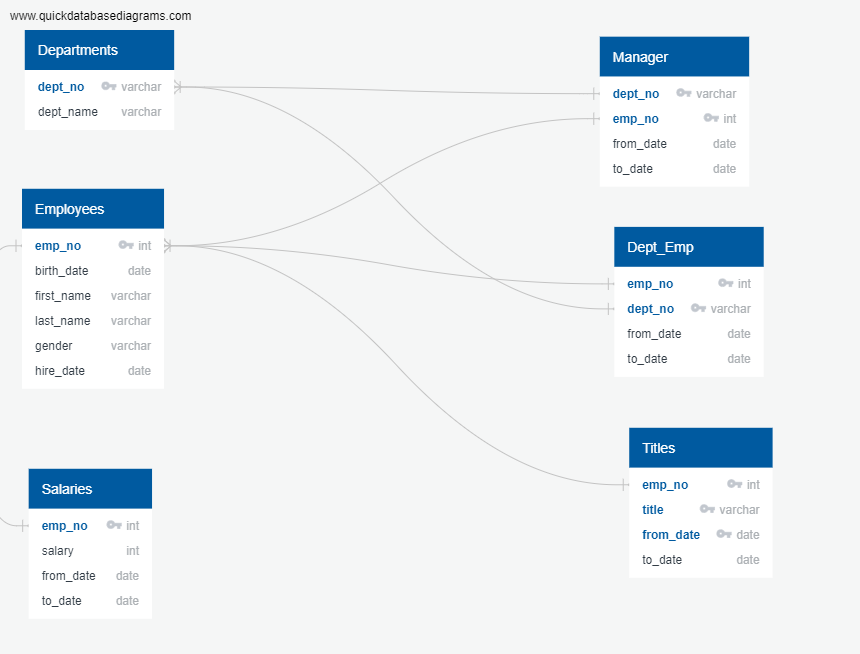 www.quickdatabasediagrams.com
Departments
dept_no varchar
dept_name varchar
Employees
emp_no int
birth_date date
first_name varchar
last_name varchar
gender varchar
hire_date date
Salaries
emp_no int
salary int
from_date date
to_date date
Manager
dept_no varchar
emp_no int
from_date date
to_date date
Dept_Emp
emp_no int
dept_no varchar
from_date date
to_date date
Titles
emp_no int
title varchar
from_date date
to_date date